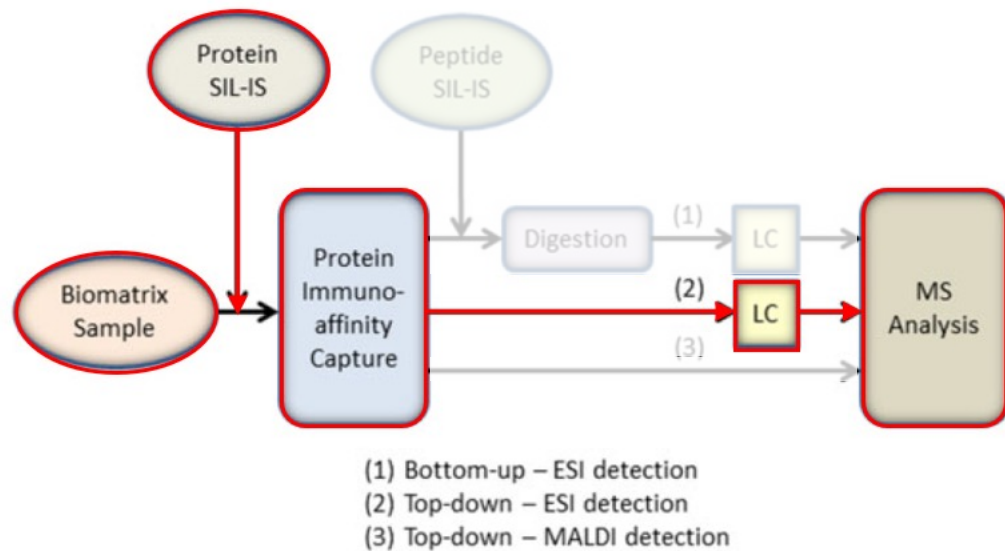 Protein
SIL-IS
Peptide
SIL-IS
Biomatrix
Sample
Protein
Immuno-
affinity
Capture
Digestion
(1)
LC
(2)
LC
(3)
MS
Analysis
(1) Bottom-up – ESI detection
(2) Top-down – ESI detection
(3) Top-down – MALDI detection